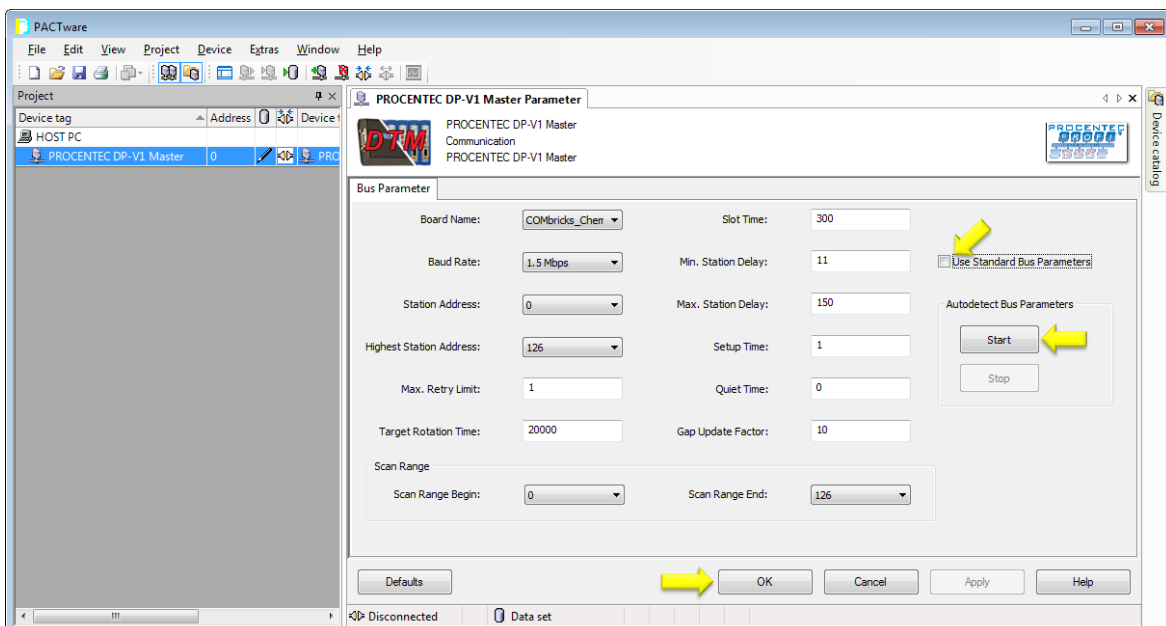 PACTware
File Edit View Project Device Extras Window Help
Project
Device tag Address Device t
HOST PC
PROCENTEC DP-V1 Master 0 PRO
PROCENTEC DP-V1 Master Parameter
DTM
PROCENTEC DP-V1 Master
Communication
PROCENTEC DP-V1 Master
PROCENTEC
Bus Parameter
Board Name: COMbricks_Chem Slot Time: 300
Baud Rate: 1.5 Mbps Min. Station Delay: 11 Use Standard Bus Parameters
Station Address: 0 Max. Station Delay: 150 Autodetect Bus Parameters
Highest Station Address: 126 Setup Time: 1 Start
Max. Retry Limit: 1 Quiet Time: 0 Stop
Target Rotation Time: 20000 Gap Update Factor: 10
Scan Range
Scan Range Begin: 0 Scan Range End: 126
Defaults OK Cancel Apply Help
Disconnected Data set
Device catalog